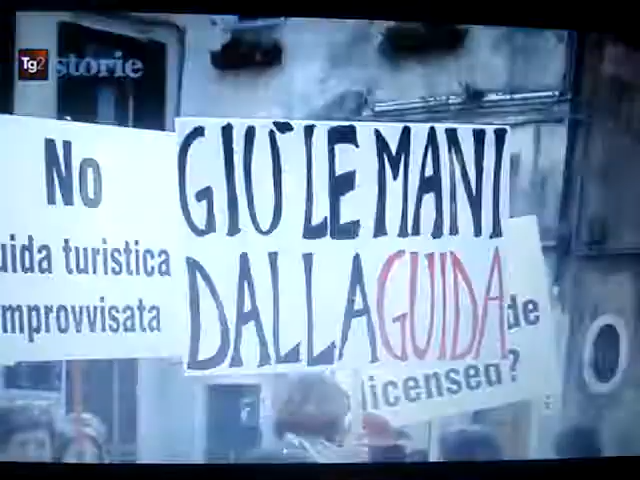 Tg2 storie
No
uida turistica
mprovvisata
GIÙ LE MANI
DALLA GUIDA
de
licensed?